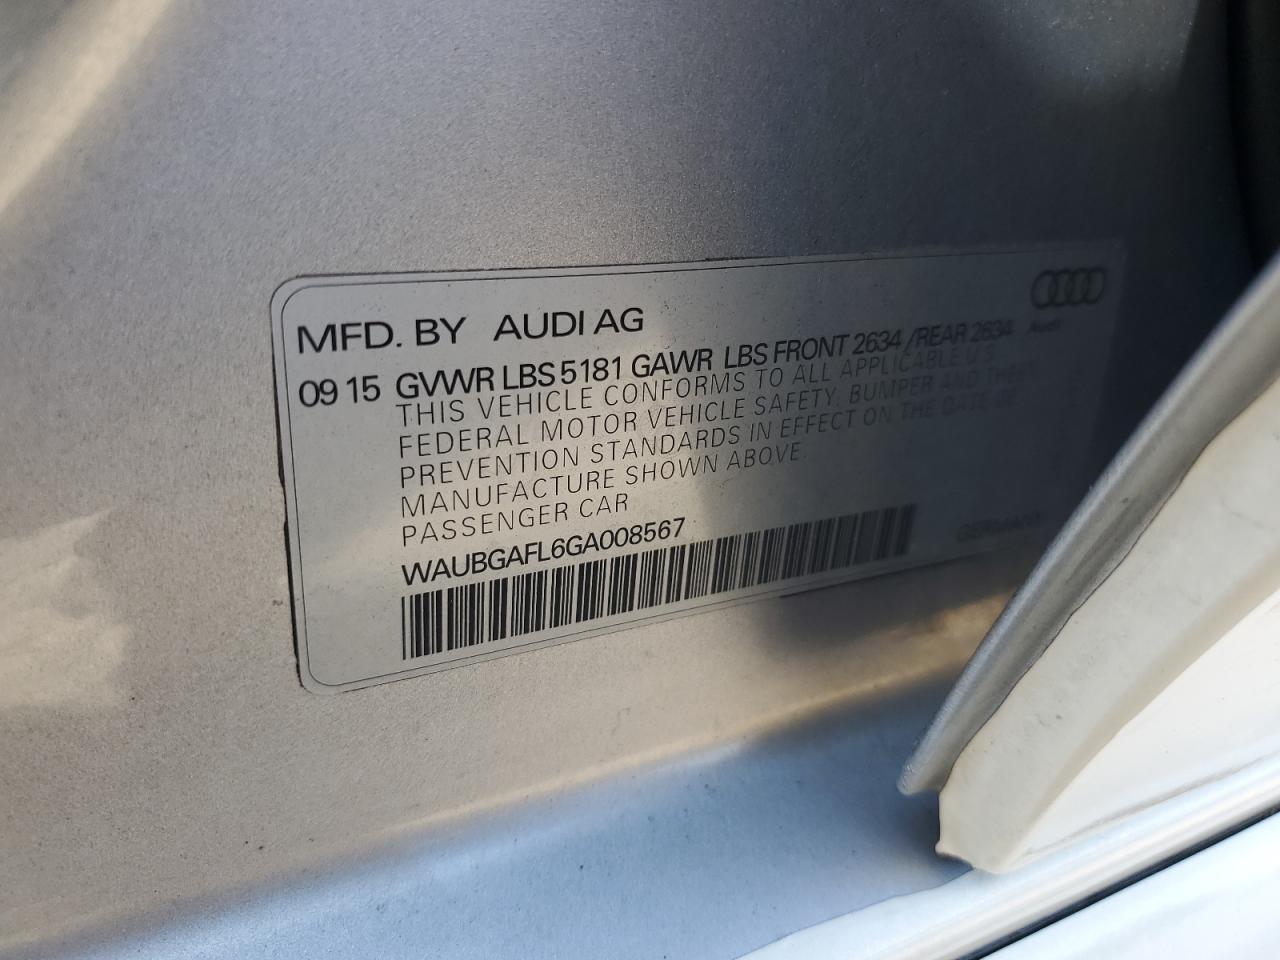 MFD. BY AUDI AG
09 15 GVWR LBS 5181 GAWR LBS FRONT 2634 /REAR 2634
Audi
THIS VEHICLE CONFORMS TO ALL APPLICABLE U.S.
FEDERAL MOTOR VEHICLE SAFETY, BUMPER AND THEFT
PREVENTION STANDARDS IN EFFECT ON THE DATE OF
MANUFACTURE SHOWN ABOVE.
PASSENGER CAR
WAUBGAFL6GA008567
GERMANY